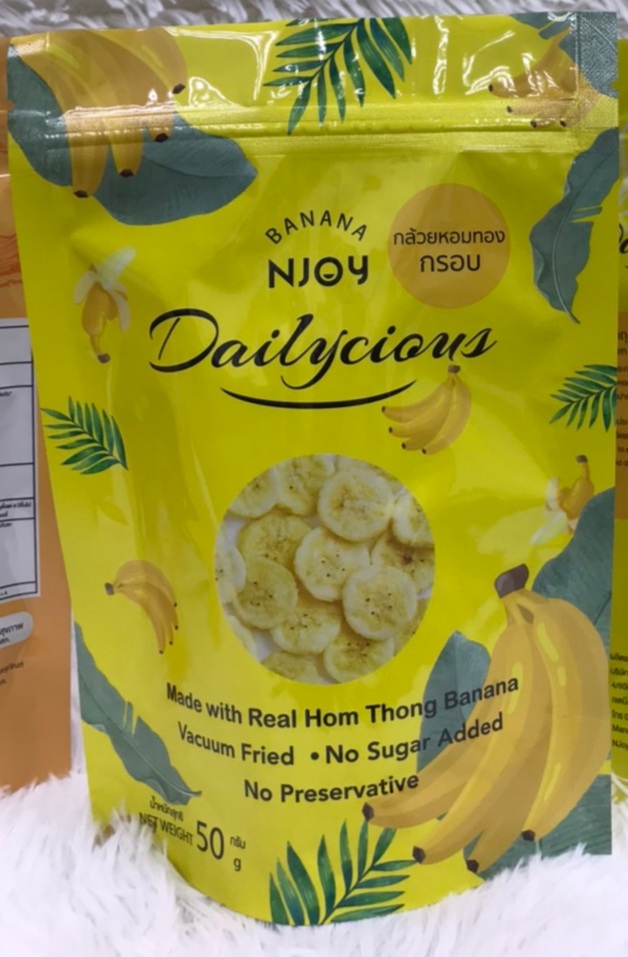 BANANA
NJOY
กล้วยหอมทอง
กรอบ
Dailycious
Made with Real Hom Thong Banana
Vacuum Fried • No Sugar Added
No Preservative
น้ำหนักสุทธิ
NET WEIGHT 50 กรัม
g